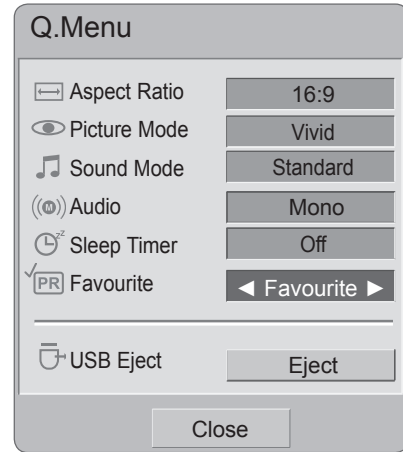 Q.Menu
Aspect Ratio 16:9
Picture Mode Vivid
Sound Mode Standard
Audio Mono
Sleep Timer Off
PR Favourite ◄ Favourite ►
USB Eject Eject
Close